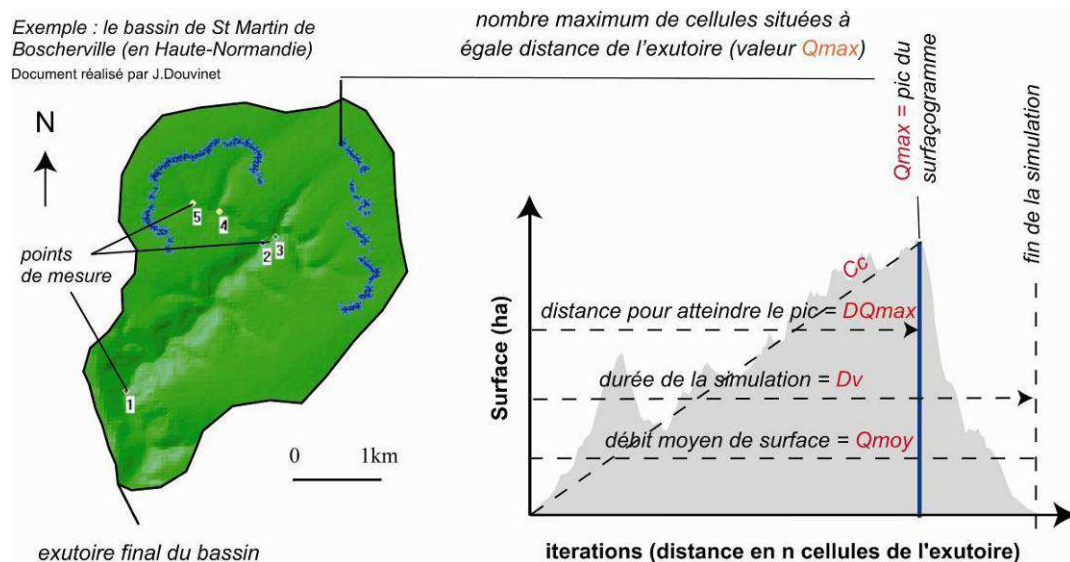 Exemple : le bassin de St Martin de
Boscherville (en Haute-Normandie)
Document réalisé par J.Douvinet
nombre maximum de cellules situées à
égale distance de l'exutoire (valeur Qmax)
N
5
4
2
3
1
points
de mesure
0 1km
exutoire final du bassin
Qmax = pic du
surfaçogramme
fin de la simulation
Surface (ha)
Cc
distance pour atteindre le pic = DQmax
durée de la simulation = Dv
débit moyen de surface = Qmoy
iterations (distance en n cellules de l'exutoire)